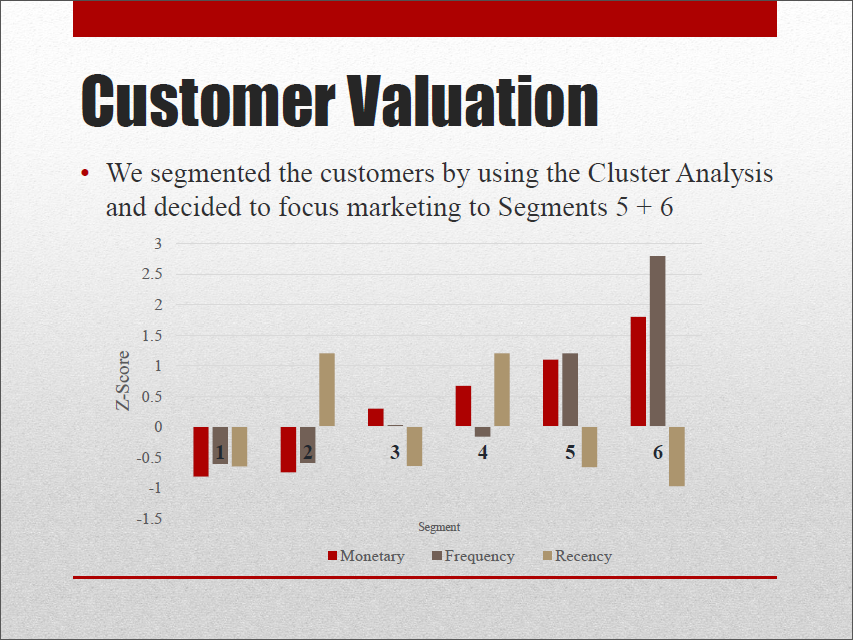 Customer Valuation
• We segmented the customers by using the Cluster Analysis
and decided to focus marketing to Segments 5 + 6
3
2.5
2
1.5
1
0.5
0
-0.5
-1
-1.5
Z-Score
1 2 3 4 5 6
Segment
Monetary Frequency Recency